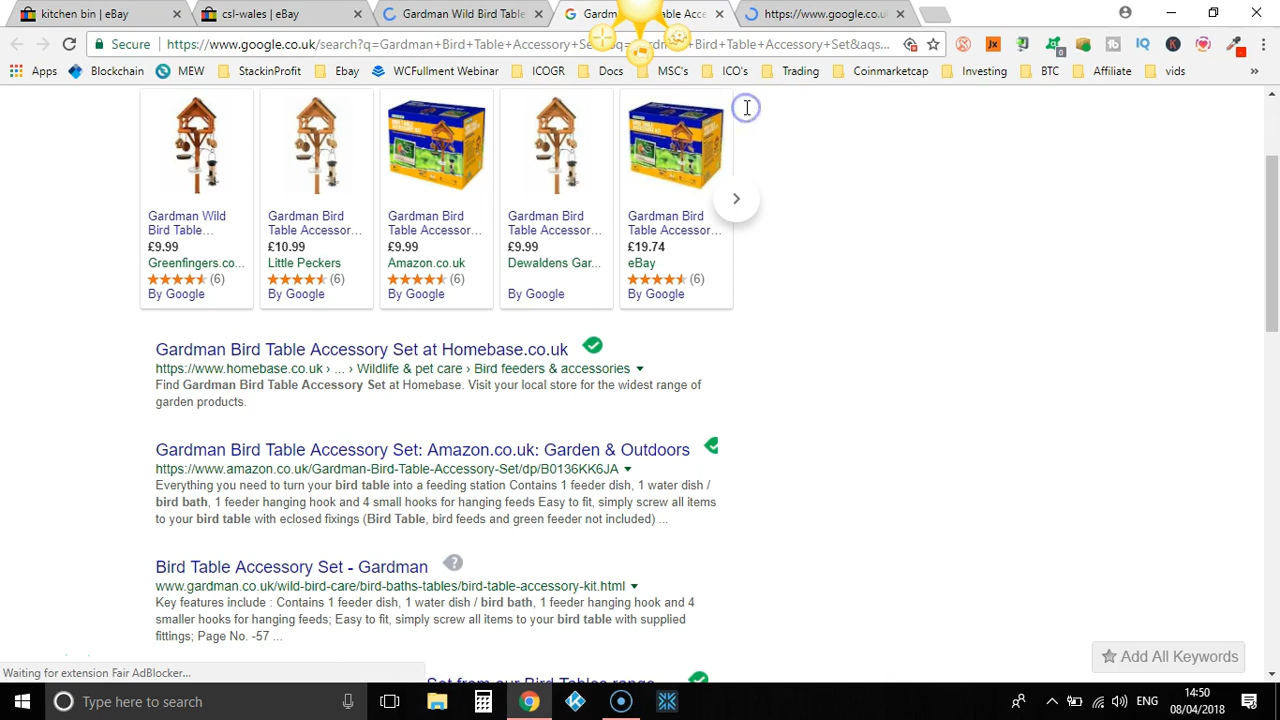 kitchen bin | eBay
csl-wales | eBay
Gardman Wild Bird Table
Gardm
Table Acce
https://www.google.co.u
Secure
https://www.google.co.uk/search?q=Gardman+Bird+Table+Accessory+Se
Bird+Table+Accessory+Set&aqs...
Apps
Blockchain
MEW
StackinProfit
Ebay
WCFullment Webinar
ICOGR
Docs
MSC's
ICO's
Trading
Coinmarketcap
Investing
BTC
Affiliate
vids
Gardman Wild
Bird Table...
£9.99
Greenfingers.co...
(6)
By Google
Gardman Bird
Table Accessor...
£10.99
Little Peckers
(6)
By Google
Gardman Bird
Table Accessor...
£9.99
Amazon.co.uk
(6)
By Google
Gardman Bird
Table Accessor...
£9.99
Dewaldens Gar...
By Google
Gardman Bird
Table Accessor...
£19.74
eBay
(6)
By Google
Gardman Bird Table Accessory Set at Homebase.co.uk
https://www.homebase.co.uk › ... › Wildlife & pet care › Bird feeders & accessories
Find Gardman Bird Table Accessory Set at Homebase. Visit your local store for the widest range of
garden products.
Gardman Bird Table Accessory Set: Amazon.co.uk: Garden & Outdoors
https://www.amazon.co.uk/Gardman-Bird-Table-Accessory-Set/dp/B0136KK6JA
Everything you need to turn your bird table into a feeding station Contains 1 feeder dish, 1 water dish /
bird bath, 1 feeder hanging hook and 4 small hooks for hanging feeds Easy to fit, simply screw all items
to your bird table with eclosed fixings (Bird Table, bird feeds and green feeder not included) ...
Bird Table Accessory Set - Gardman
www.gardman.co.uk/wild-bird-care/bird-baths-tables/bird-table-accessory-kit.html
Key features include : Contains 1 feeder dish, 1 water dish / bird bath, 1 feeder hanging hook and 4
smaller hooks for hanging feeds; Easy to fit, simply screw all items to your bird table with supplied
fittings; Page No. -57 ...
Add All Keywords
Waiting for extension Fair AdBlocker...
Set from our Bird Tables range
Type here to search
ENG
14:50
08/04/2018